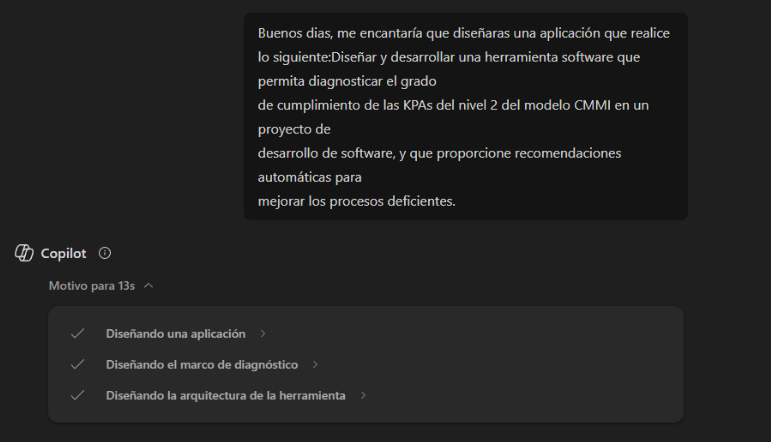 Buenos dias, me encantaría que diseñaras una aplicación que realice
lo siguiente:Diseñar y desarrollar una herramienta software que
permita diagnosticar el grado
de cumplimiento de las KPAs del nivel 2 del modelo CMMI en un
proyecto de
desarrollo de software, y que proporcione recomendaciones
automáticas para
mejorar los procesos deficientes.
Copilot
Motivo para 13s
Diseñando una aplicación
Diseñando el marco de diagnóstico
Diseñando la arquitectura de la herramienta